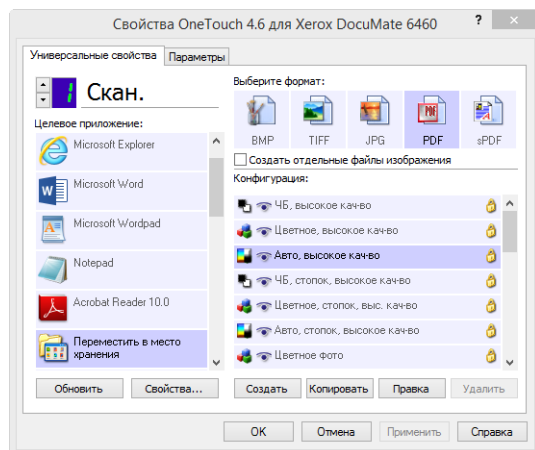 Свойства OneTouch 4.6 для Xerox DocuMate 6460
Универсальные свойства
Параметры
1 Скан.
Целевое приложение:
Microsoft Explorer
Microsoft Word
Microsoft Wordpad
Notepad
Acrobat Reader 10.0
Переместить в место
хранения
Обновить
Свойства...
Выберите формат:
BMP
TIFF
JPG
PDF
sPDF
Создать отдельные файлы изображения
Конфигурация:
ЧБ, высокое кач-во
Цветное, высокое кач-во
Авто, высокое кач-во
ЧБ, стопок, высокое кач-во
Цветное, стопок, выс. кач-во
Авто, стопок, высокое кач-во
Цветное фото
Создать
Копировать
Правка
Удалить
OK
Отмена
Применить
Справка